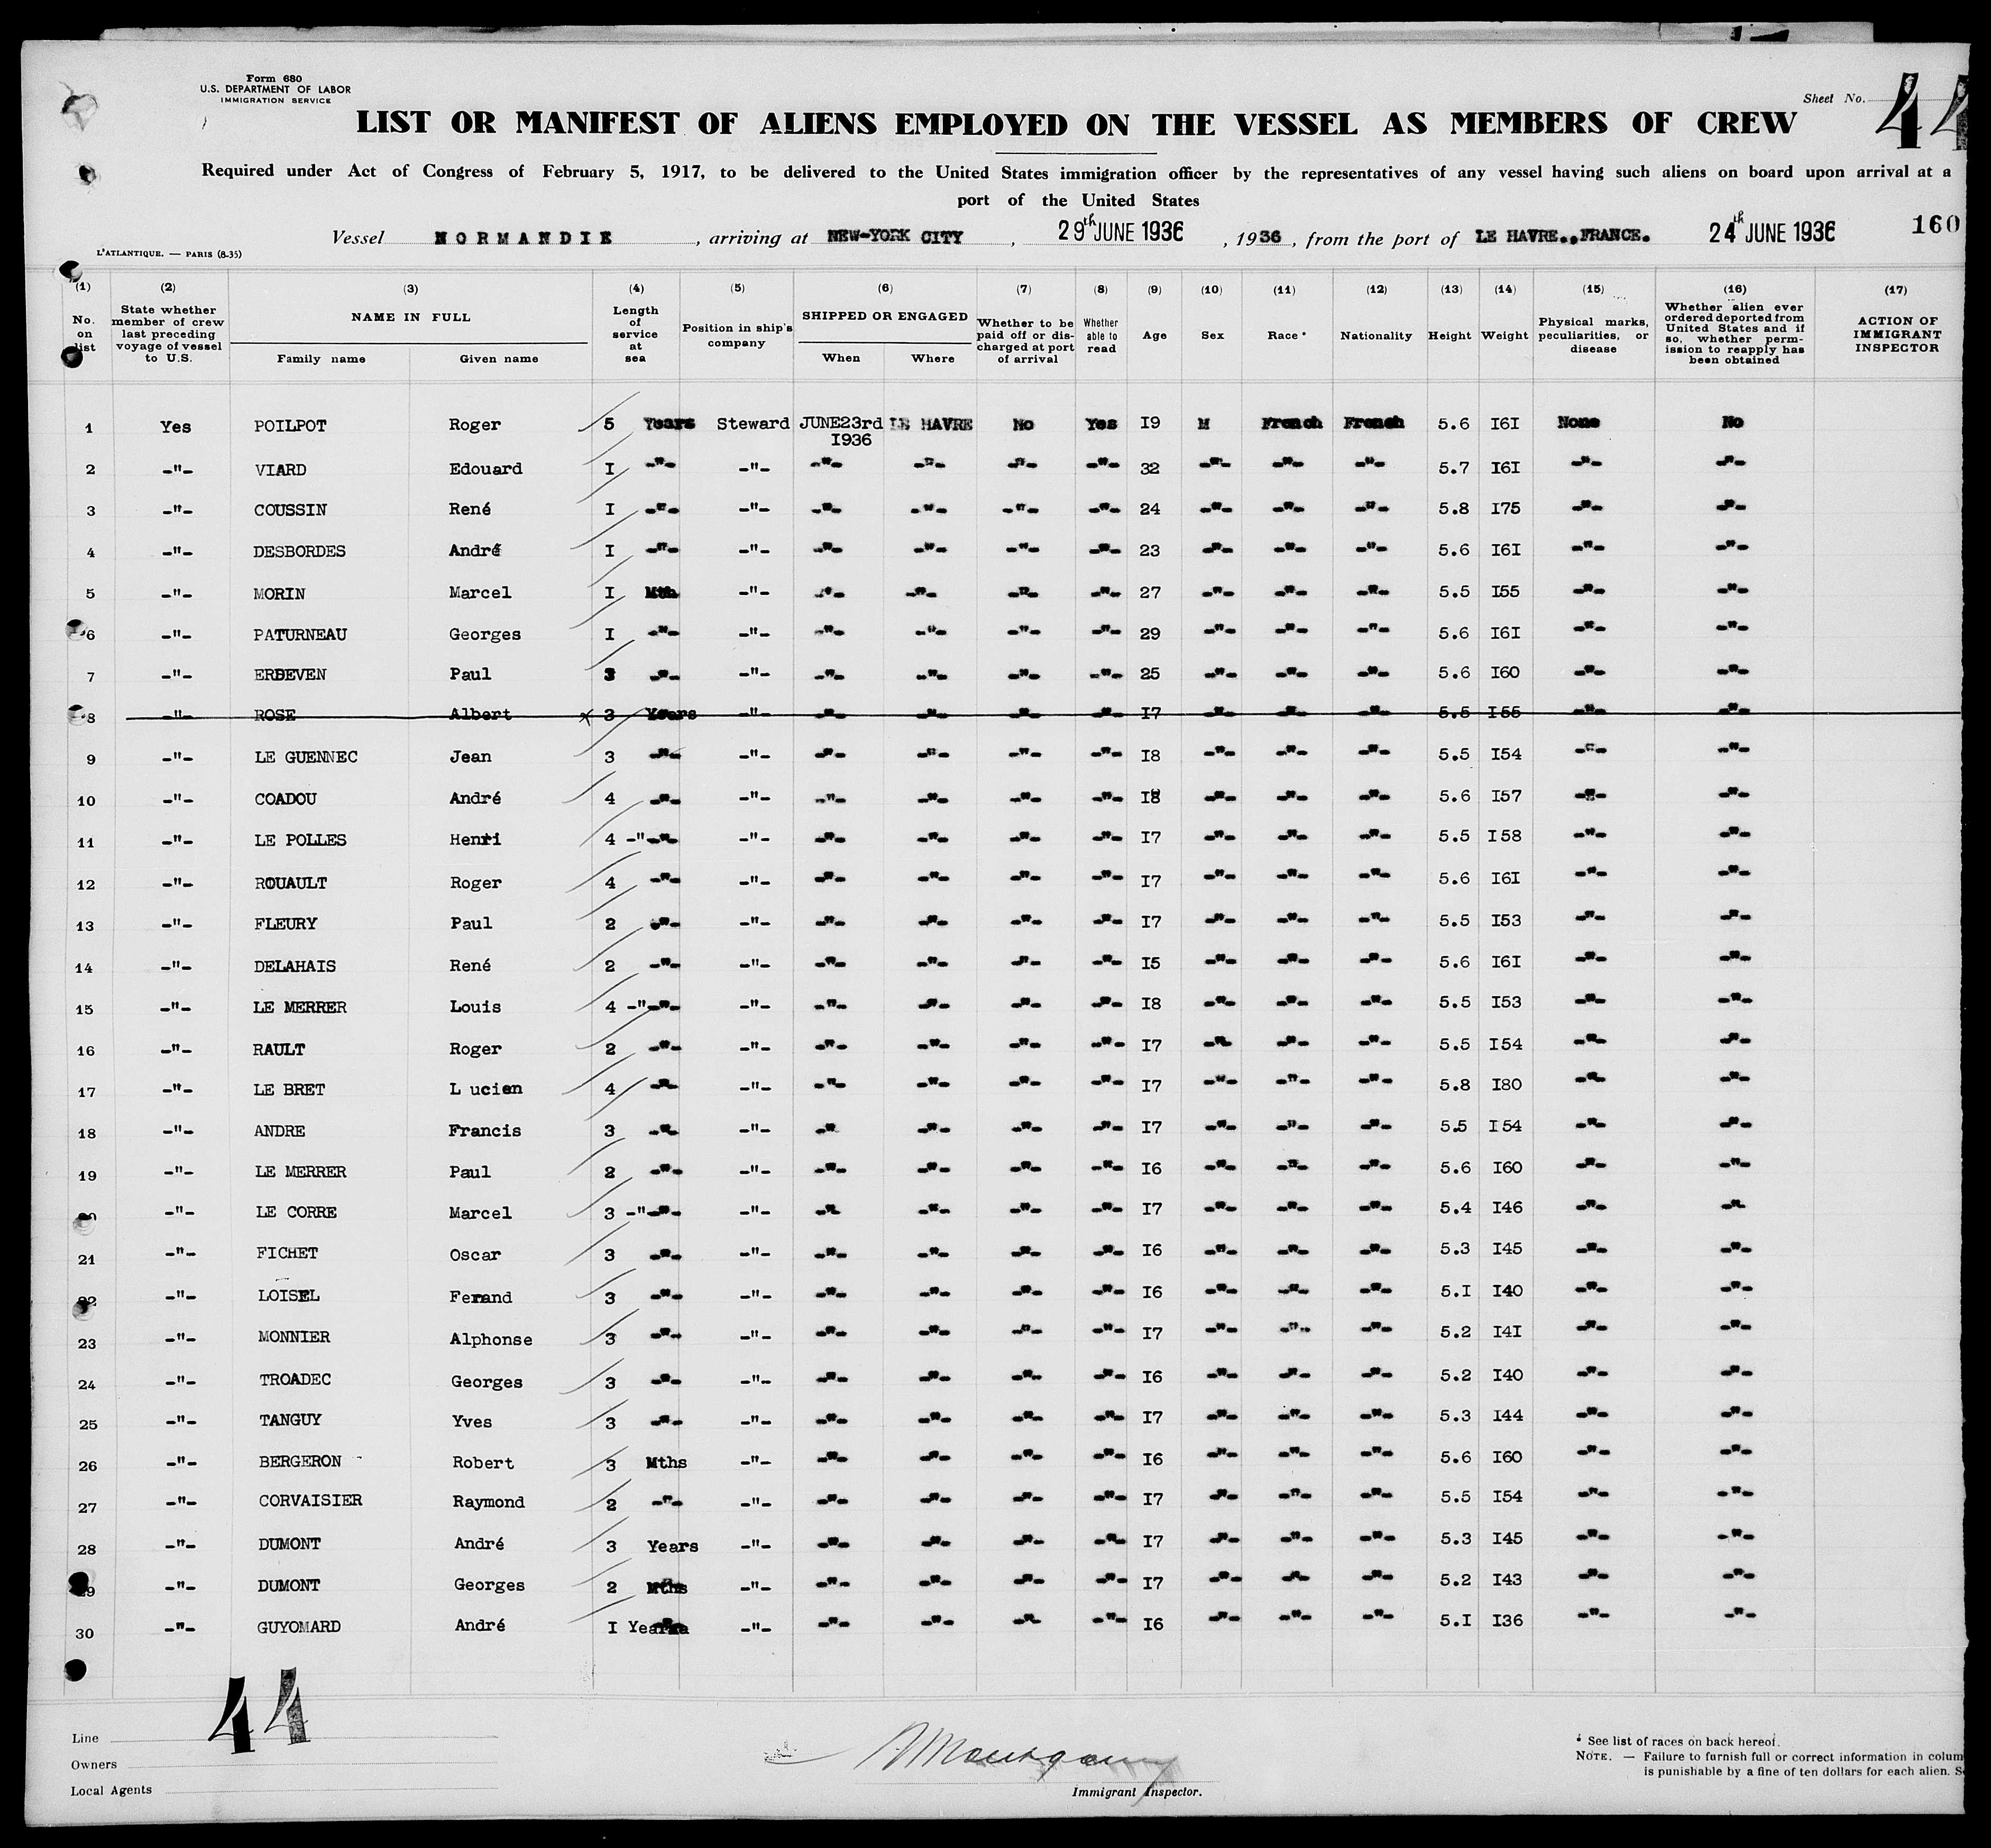 Form 680
U.S. DEPARTMENT OF LABOR
IMMIGRATION SERVICE
Sheet No. 44
LIST OR MANIFEST OF ALIENS EMPLOYED ON THE VESSEL AS MEMBERS OF CREW
Required under Act of Congress of February 5, 1917, to be delivered to the United States immigration officer by the representatives of any vessel having such aliens on board upon arrival at a
port of the United States
Vessel NORMANDIE, arriving at NEW-YORK CITY, 29th JUNE 1936, 1936, from the port of LE HAVRE.,FRANCE. 24th JUNE 1936 160
L'ATLANTIQUE. — PARIS (8-35)
(1) (2) (3) (4) (5) (6) (7) (8) (9) (10) (11) (12) (13) (14) (15) (16) (17)
No. on list State whether member of crew last preceding voyage of vessel to U.S. NAME IN FULL Family name Given name Length of service at sea Position in ship's company SHIPPED OR ENGAGED When Where Whether to be paid off or discharged at port of arrival Whether able to read Age Sex Race * Nationality Height Weight Physical marks, peculiarities, or disease Whether alien ever ordered deported from United States and if so, whether permission to reapply has been obtained ACTION OF IMMIGRANT INSPECTOR
1 Yes POILPOT Roger 5 Years Steward JUNE23rd I936 LE HAVRE No Yes I9 M French French 5.6 I6I None No
2 -"- VIARD Edouard I -"- -"- -"- -"- -"- -"- 32 -"- -"- -"- 5.7 I6I -"- -"-
3 -"- COUSSIN René I -"- -"- -"- -"- -"- -"- 24 -"- -"- -"- 5.8 I75 -"- -"-
4 -"- DESBORDES André I -"- -"- -"- -"- -"- -"- 23 -"- -"- -"- 5.6 I6I -"- -"-
5 -"- MORIN Marcel I Mth -"- -"- -"- -"- -"- 27 -"- -"- -"- 5.5 I55 -"- -"-
6 -"- PATURNEAU Georges I -"- -"- -"- -"- -"- -"- 29 -"- -"- -"- 5.6 I6I -"- -"-
7 -"- ERDEVEN Paul 3 -"- -"- -"- -"- -"- -"- 25 -"- -"- -"- 5.6 I60 -"- -"-
8 -"- ROSE Albert x 3 Years -"- -"- -"- -"- -"- I7 -"- -"- -"- 5.5 I55 -"- -"-
9 -"- LE GUENNEC Jean 3 -"- -"- -"- -"- -"- -"- I8 -"- -"- -"- 5.5 I54 -"- -"-
10 -"- COADOU André 4 -"- -"- -"- -"- -"- -"- I8 -"- -"- -"- 5.6 I57 -"- -"-
11 -"- LE POLLES Henri 4 -"- -"- -"- -"- -"- -"- -"- I7 -"- -"- -"- 5.5 I58 -"- -"-
12 -"- ROUAULT Roger 4 -"- -"- -"- -"- -"- -"- I7 -"- -"- -"- 5.6 I6I -"- -"-
13 -"- FLEURY Paul 2 -"- -"- -"- -"- -"- -"- I7 -"- -"- -"- 5.5 I53 -"- -"-
14 -"- DELAHAIS René 2 -"- -"- -"- -"- -"- -"- I5 -"- -"- -"- 5.6 I6I -"- -"-
15 -"- LE MERRER Louis 4 -"- -"- -"- -"- -"- -"- -"- I8 -"- -"- -"- 5.5 I53 -"- -"-
16 -"- RAULT Roger 2 -"- -"- -"- -"- -"- -"- I7 -"- -"- -"- 5.5 I54 -"- -"-
17 -"- LE BRET L ucien 4 -"- -"- -"- -"- -"- -"- I7 -"- -"- -"- 5.8 I80 -"- -"-
18 -"- ANDRE Francis 3 -"- -"- -"- -"- -"- -"- I7 -"- -"- -"- 5.5 I54 -"- -"-
19 -"- LE MERRER Paul 2 -"- -"- -"- -"- -"- -"- I6 -"- -"- -"- 5.6 I60 -"- -"-
20 -"- LE CORRE Marcel 3 -"- -"- -"- -"- -"- -"- -"- I7 -"- -"- -"- 5.4 I46 -"- -"-
21 -"- FICHET Oscar 3 -"- -"- -"- -"- -"- -"- I6 -"- -"- -"- 5.3 I45 -"- -"-
22 -"- LOISEL Ferand 3 -"- -"- -"- -"- -"- -"- I6 -"- -"- -"- 5.I I40 -"- -"-
23 -"- MONNIER Alphonse 3 -"- -"- -"- -"- -"- -"- I7 -"- -"- -"- 5.2 I4I -"- -"-
24 -"- TROADEC Georges 3 -"- -"- -"- -"- -"- -"- I6 -"- -"- -"- 5.2 I40 -"- -"-
25 -"- TANGUY Yves 3 -"- -"- -"- -"- -"- -"- I7 -"- -"- -"- 5.3 I44 -"- -"-
26 -"- BERGERON Robert 3 Mths -"- -"- -"- -"- -"- I6 -"- -"- -"- 5.6 I60 -"- -"-
27 -"- CORVAISIER Raymond 2 -"- -"- -"- -"- -"- -"- I7 -"- -"- -"- 5.5 I54 -"- -"-
28 -"- DUMONT André 3 Years -"- -"- -"- -"- -"- I7 -"- -"- -"- 5.3 I45 -"- -"-
29 -"- DUMONT Georges 2 Mths -"- -"- -"- -"- -"- I7 -"- -"- -"- 5.2 I43 -"- -"-
30 -"- GUYOMARD André I -"- -"- -"- -"- -"- I6 -"- -"- -"- 5.I I36 -"- -"-
44
Line
Owners
Local Agents
Immigrant Inspector.
* See list of races on back hereof.
NOTE. — Failure to furnish full or correct information in colum
is punishable by a fine of ten dollars for each alien.